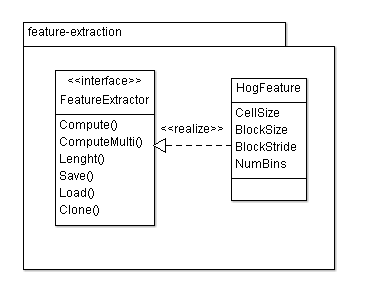 feature-extraction
<<interface>>
FeatureExtractor
Compute()
ComputeMulti()
Lenght()
Save()
Load()
Clone()
<<realize>>
HogFeature
CellSize
BlockSize
BlockStride
NumBins